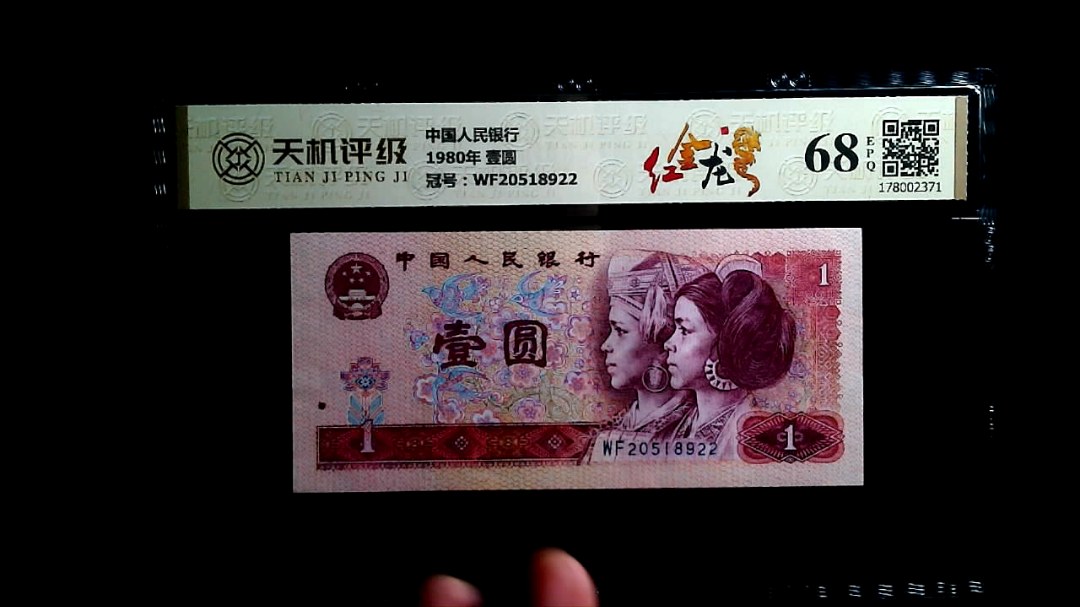 天机评级
TIAN JI PING JI
中国人民银行
1980年 壹圆
冠号：WF20518922
红金龙
68
EPQ
178002371
中国人民银行
1
壹圆
1
WF20518922
1